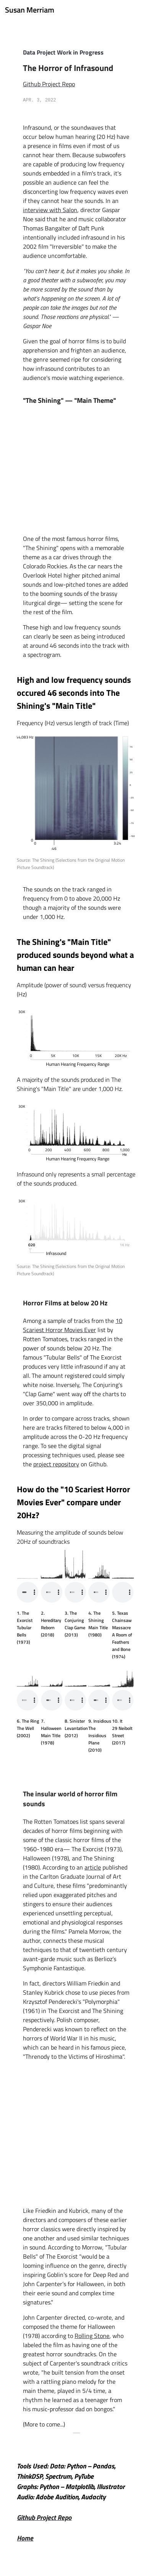 Susan Merriam
Data Project Work in Progress
The Horror of Infrasound
Github Project Repo
APR. 3, 2022
Infrasound, or the soundwaves that
occur below human hearing (20 Hz) have
a presence in films even if most of us
cannot hear them. Because subwoofers
are capable of producing low frequency
sounds embedded in a film's track, it's
possible an audience can feel the
disconcerting low frequency waves even
if they cannot hear the sounds. In an
interview with Salon, director Gaspar
Noe said that he and music collaborator
Thomas Bangalter of Daft Punk
intentionally included infrasound in his
2002 film "Irreversible" to make the
audience uncomfortable.
"You can't hear it, but it makes you shake. In
a good theater with a subwoofer, you may
be more scared by the sound than by
what's happening on the screen. A lot of
people can take the images but not the
sound. Those reactions are physical." —
Gaspar Noe
Given the goal of horror films is to build
apprehension and frighten an audience,
the genre seemed ripe for considering
how infrasound contributes to an
audience's movie watching experience.
"The Shining" — "Main Theme"
One of the most famous horror films,
"The Shining" opens with a memorable
theme as a car drives through the
Colorado Rockies. As the car nears the
Overlook Hotel higher pitched animal
sounds and low-pitched tones are added
to the booming sounds of the brassy
liturgical dirge— setting the scene for
the rest of the film.
These high and low frequency sounds
can clearly be seen as being introduced
at around 46 seconds into the track with
a spectrogram.
High and low frequency sounds
occured 46 seconds into The
Shining's "Main Title"
Frequency (Hz) versus length of track (Time)
0
:46
3:24
Source: The Shining (Selections from the Original Motion
Picture Soundtrack)
The sounds on the track ranged in
frequency from 0 to above 20,000 Hz
though a majority of the sounds were
under 1,000 Hz.
The Shining's "Main Title"
produced sounds beyond what a
human can hear
Amplitude (power of sound) versus frequency
(Hz)
30K
0 5K 10K 15K 20K Hz
Human Hearing Frequency Range
A majority of the sounds produced in The
Shining's "Main Title" are under 1,000 Hz.
30K
0 200 400 600 800 1,000
Hz
Human Hearing Frequency Range
Infrasound only represents a small percentage
of the sounds produced.
30K
Infrasound
Source: The Shining (Selections from the Original Motion
Picture Soundtrack)
Horror Films at below 20 Hz
Among a sample of tracks from the 10
Scariest Horror Movies Ever list by
Rotten Tomatoes, tracks ranged in the
power of sounds below 20 Hz. The
famous "Tubular Bells" of The Exorcist
produces very little infrasound if any at
all. The amplitude realized could simply
white noise. Inversely, The Conjuring's
"Clap Game" went way off the charts to
over 350,000 in amplitude.
In order to compare across tracks, shown
here are tracks filtered to below 4,000 in
amplitude across the 0-20 Hz frequency
range. To see the digital signal
processing techniques used, please see
the project repository on Github.
How do the "10 Scariest Horror
Movies Ever" compare under
20Hz?
Measuring the amplitude of sounds below
20Hz of soundtracks
1. The
Exorcist
Tubular
Bells
(1973)
2.
Hereditary
Reborn
(2018)
3. The
Conjuring
Clap Game
(2013)
4. The
Shining
Main Title
(1980)
5. Texas
Chainsaw
Massacre
A Room of
Feathers
and Bone
(1974)
6. The Ring
The Well
(2002)
7.
Halloween
Main Title
(1978)
8. Sinister
Levantation
(2012)
9. Insidious
The
Insidious
Plane
(2010)
10. It
29 Neibolt
Street
(2017)
The insular world of horror film
sounds
The Rotten Tomatoes list spans several
decades of horror films beginning with
some of the classic horror films of the
1960-1980 era— The Exorcist (1973),
Halloween (1978), and The Shining
(1980). According to an article published
in the Carlton Graduate Journal of Art
and Culture, these films "predominantly
relied upon exaggerated pitches and
stingers to ensure their audiences
experienced unsettling perceptual,
emotional and physiological responses
during the films." Pamela Morrow, the
author, connects these musical
techniques to that of twentieth century
avant-garde music such as Berlioz's
Symphonie Fantastique.
In fact, directors William Friedkin and
Stanley Kubrick chose to use pieces from
Krzysztof Penderecki's "Polymorphia"
(1961) in The Exorcist and The Shining
respectively. Polish composer,
Penderecki was known to reflect on the
horrors of World War II in his music,
which can be heard in his famous piece,
"Threnody to the Victims of Hiroshima".
Like Friedkin and Kubrick, many of the
directors and composers of these earlier
horror classics were directly inspired by
one another and used similar techniques
in sound. According to Morrow, "Tubular
Bells" of The Exorcist "would be a
looming influence on the genre, directly
inspiring Goblin's score for Deep Red and
John Carpenter's for Halloween, in both
their eerie sound and complex time
signatures."
John Carpenter directed, co-wrote, and
composed the theme for Halloween
(1978) according to Rolling Stone, who
labeled the film as having one of the
greatest horror soundtracks. On the
subject of Carpenter's soundtrack critics
wrote, "he built tension from the onset
with a rattling piano melody for the
main theme, played in 5/4 time, a
rhythm he learned as a teenager from
his music-professor dad on bongos."
(More to come...)
Tools Used: Data: Python – Pandas,
ThinkDSP, Spectrum, PyTube
Graphs: Python – Matplotlib, Illustrator
Audio: Adobe Audition, Audacity
Github Project Repo
Home